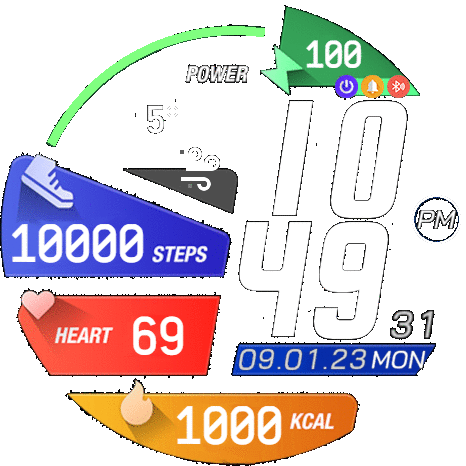 100
POWER
5°
10
PM
10000 STEPS
49
31
HEART 69
09.01.23 MON
1000 KCAL